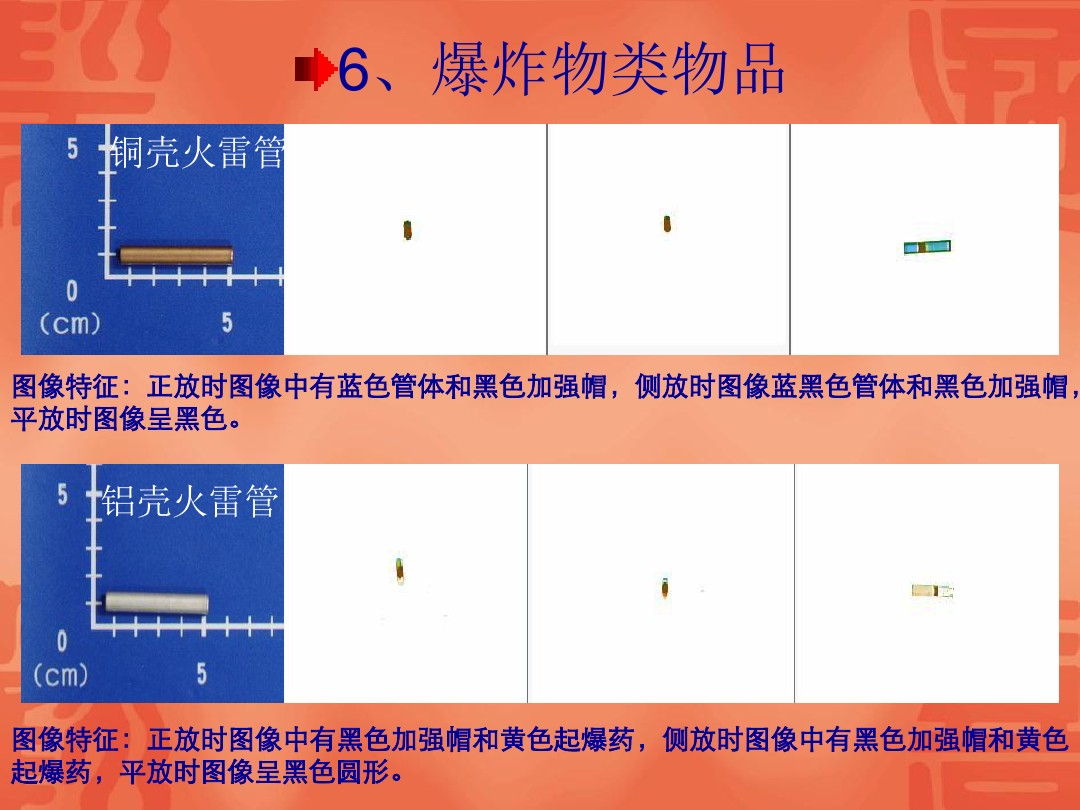 6、爆炸物类物品
5 铜壳火雷管
0
(cm) 5
图像特征：正放时图像中有蓝色管体和黑色加强帽，侧放时图像蓝黑色管体和黑色加强帽，
平放时图像呈黑色。
5 铝壳火雷管
0
(cm) 5
图像特征：正放时图像中有黑色加强帽和黄色起爆药，侧放时图像中有黑色加强帽和黄色
起爆药，平放时图像呈黑色圆形。